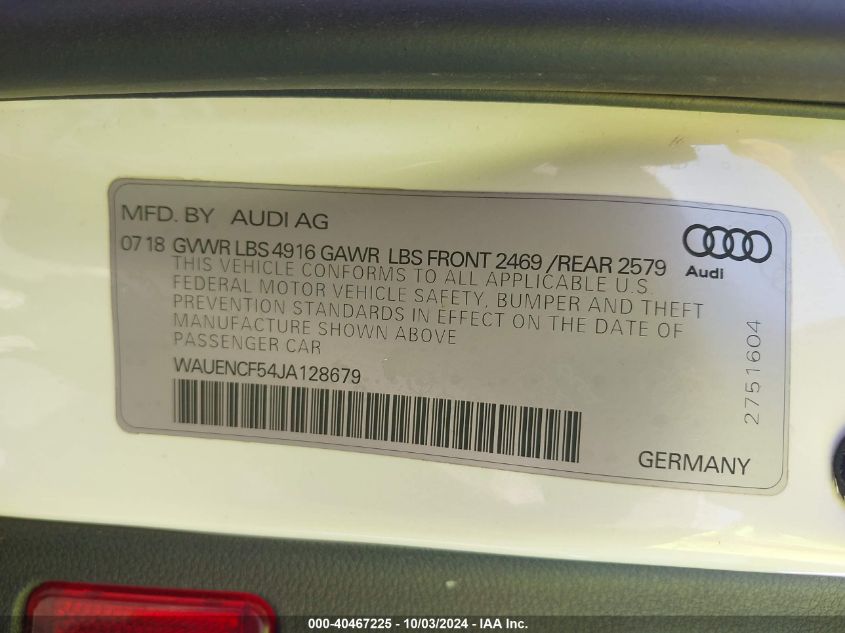 MFD. BY AUDI AG
07 18 GVWR LBS 4916 GAWR LBS FRONT 2469 /REAR 2579
THIS VEHICLE CONFORMS TO ALL APPLICABLE U.S.
FEDERAL MOTOR VEHICLE SAFETY, BUMPER AND THEFT
PREVENTION STANDARDS IN EFFECT ON THE DATE OF
MANUFACTURE SHOWN ABOVE
PASSENGER CAR
WAUENCF54JA128679
Audi
2751604
GERMANY
000-40467225 - 10/03/2024 - IAA Inc.